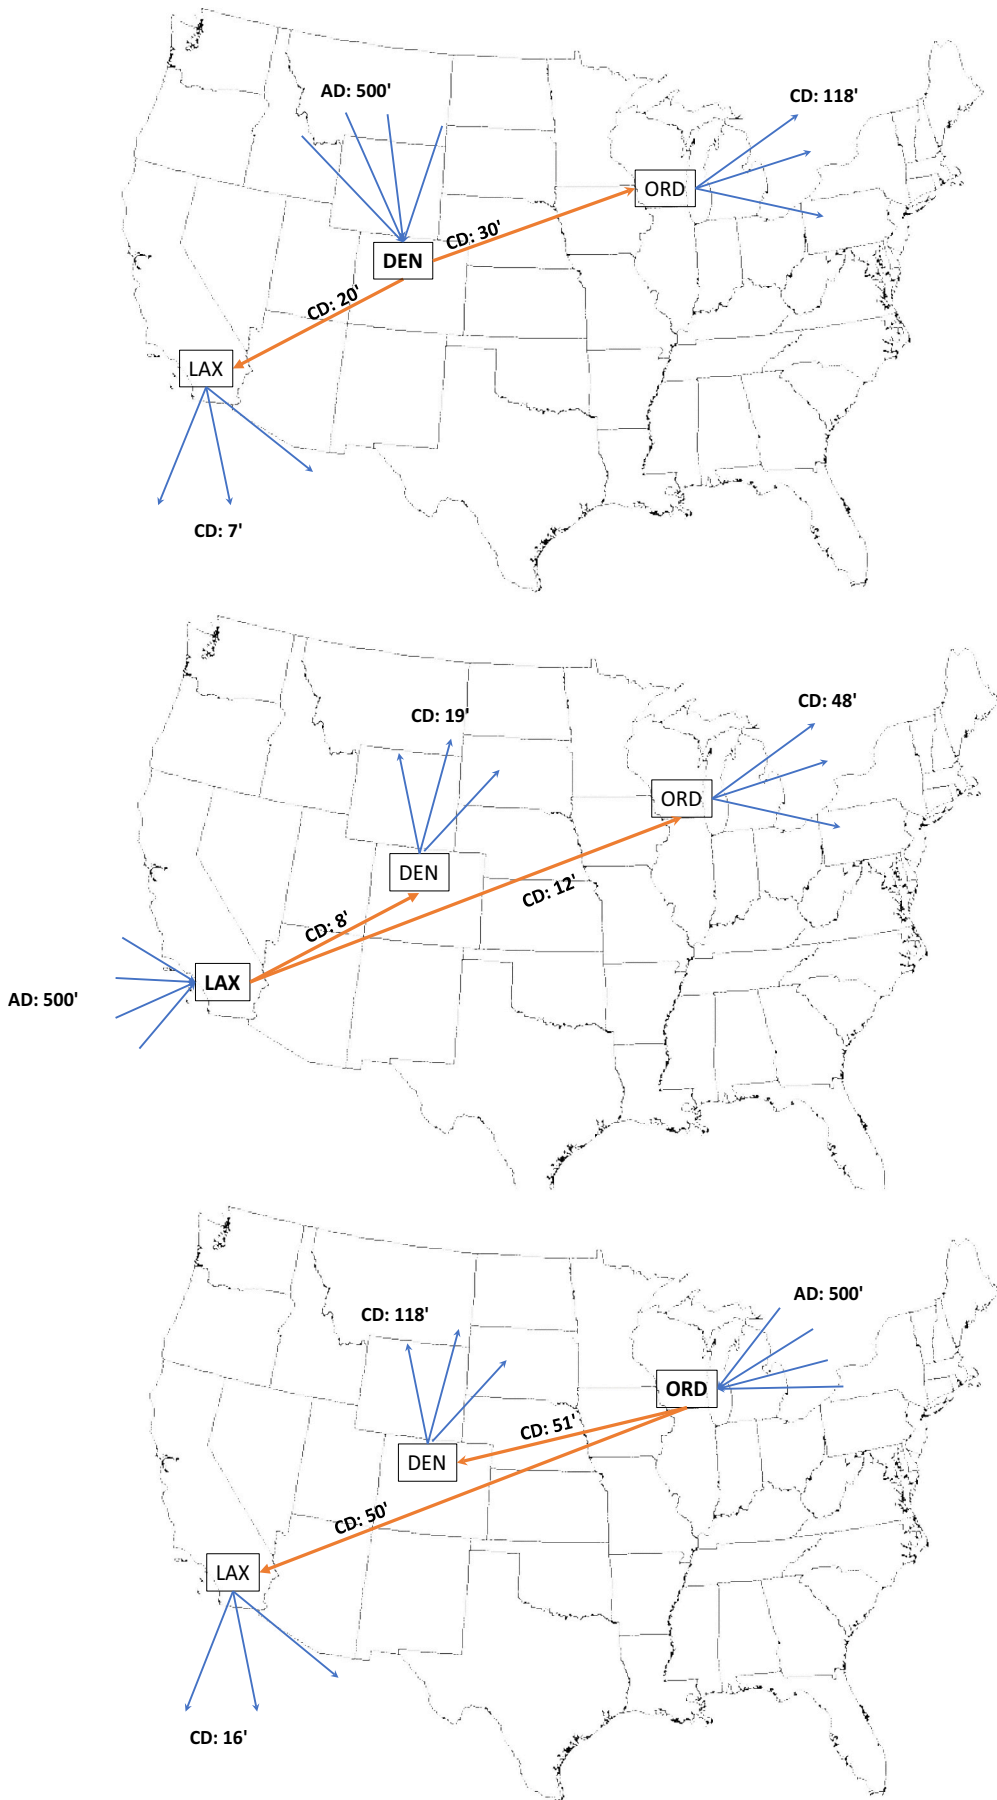 AD: 500'
CD: 118'
ORD
CD: 30'
DEN
CD: 20'
LAX
CD: 7'
CD: 19'
CD: 48'
ORD
DEN
CD: 12'
CD: 8'
LAX
AD: 500'
AD: 500'
CD: 118'
ORD
CD: 51'
DEN
CD: 50'
LAX
CD: 16'